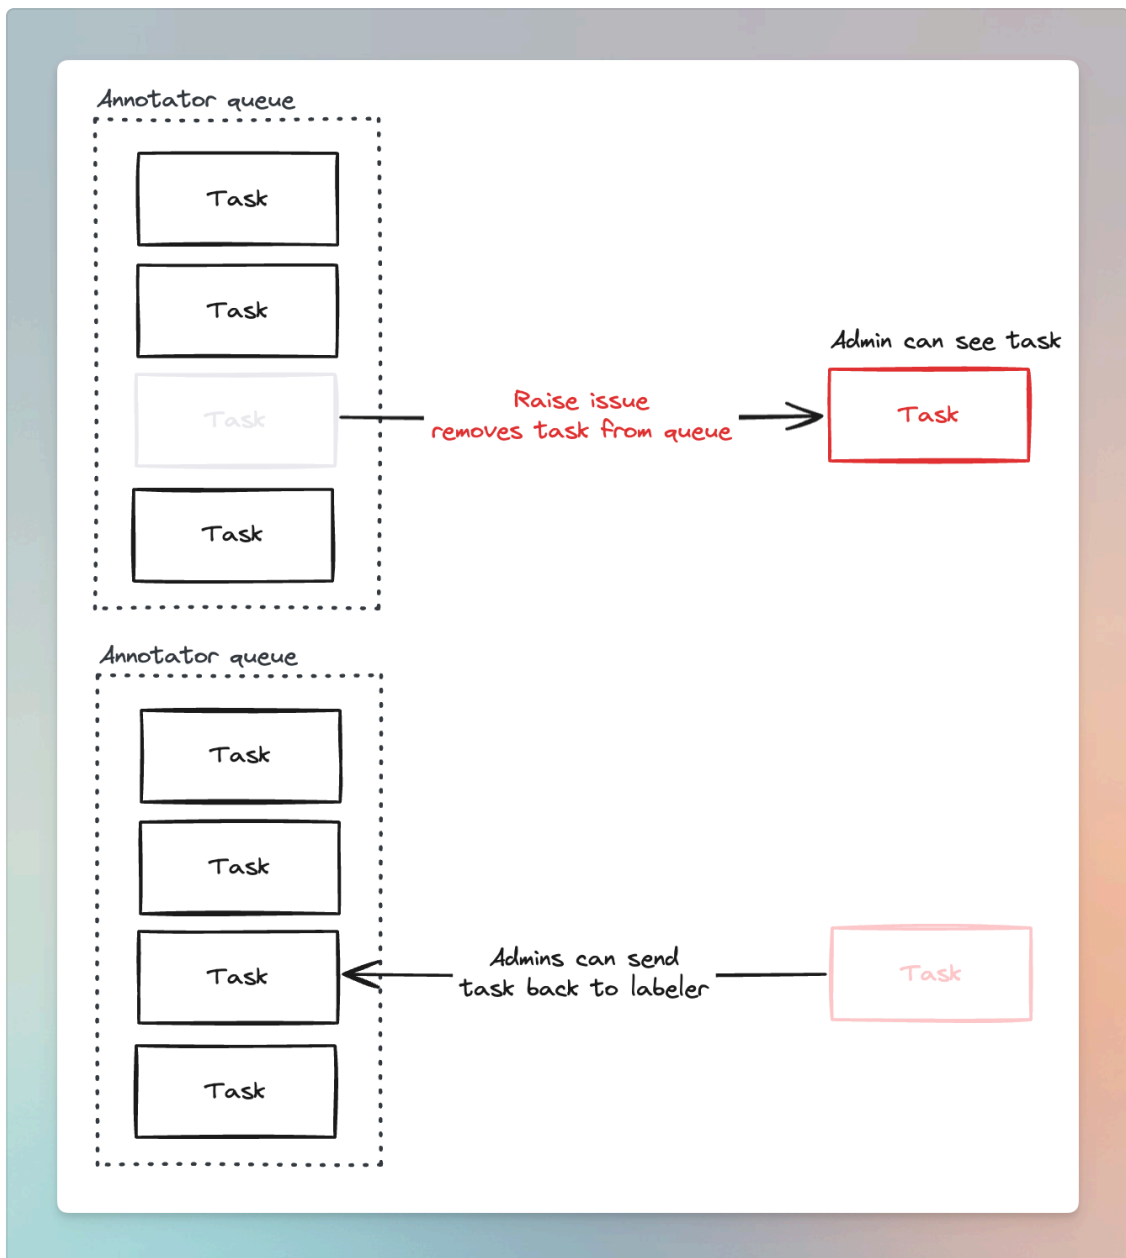 Annotator queue
Task
Task
Admin can see task
Task
Raise issue
removes task from queue
Task
Task
Annotator queue
Task
Task
Admins can send
task back to labeler
Task
Task
Task